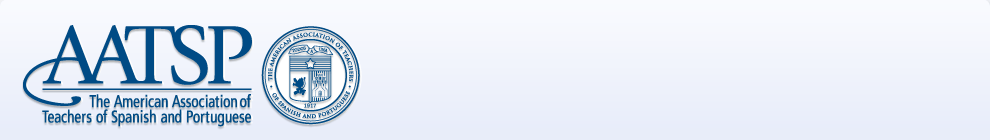 AATSP
The American Association of
Teachers of Spanish and Portuguese
THE AMERICAN ASSOCIATION OF TEACHERS
OF SPANISH AND PORTUGUESE
1917